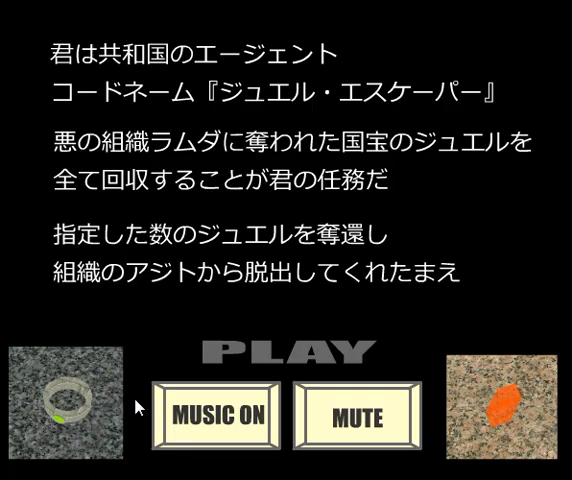 君は共和国のエージェント
コードネーム『ジュエル・エスケーパー』
悪の組織ラムダに奪われた国宝のジュエルを
全て回収することが君の任務だ
指定した数のジュエルを奪還し
組織のアジトから脱出してくれたまえ
PLAY
MUSIC ON
MUTE